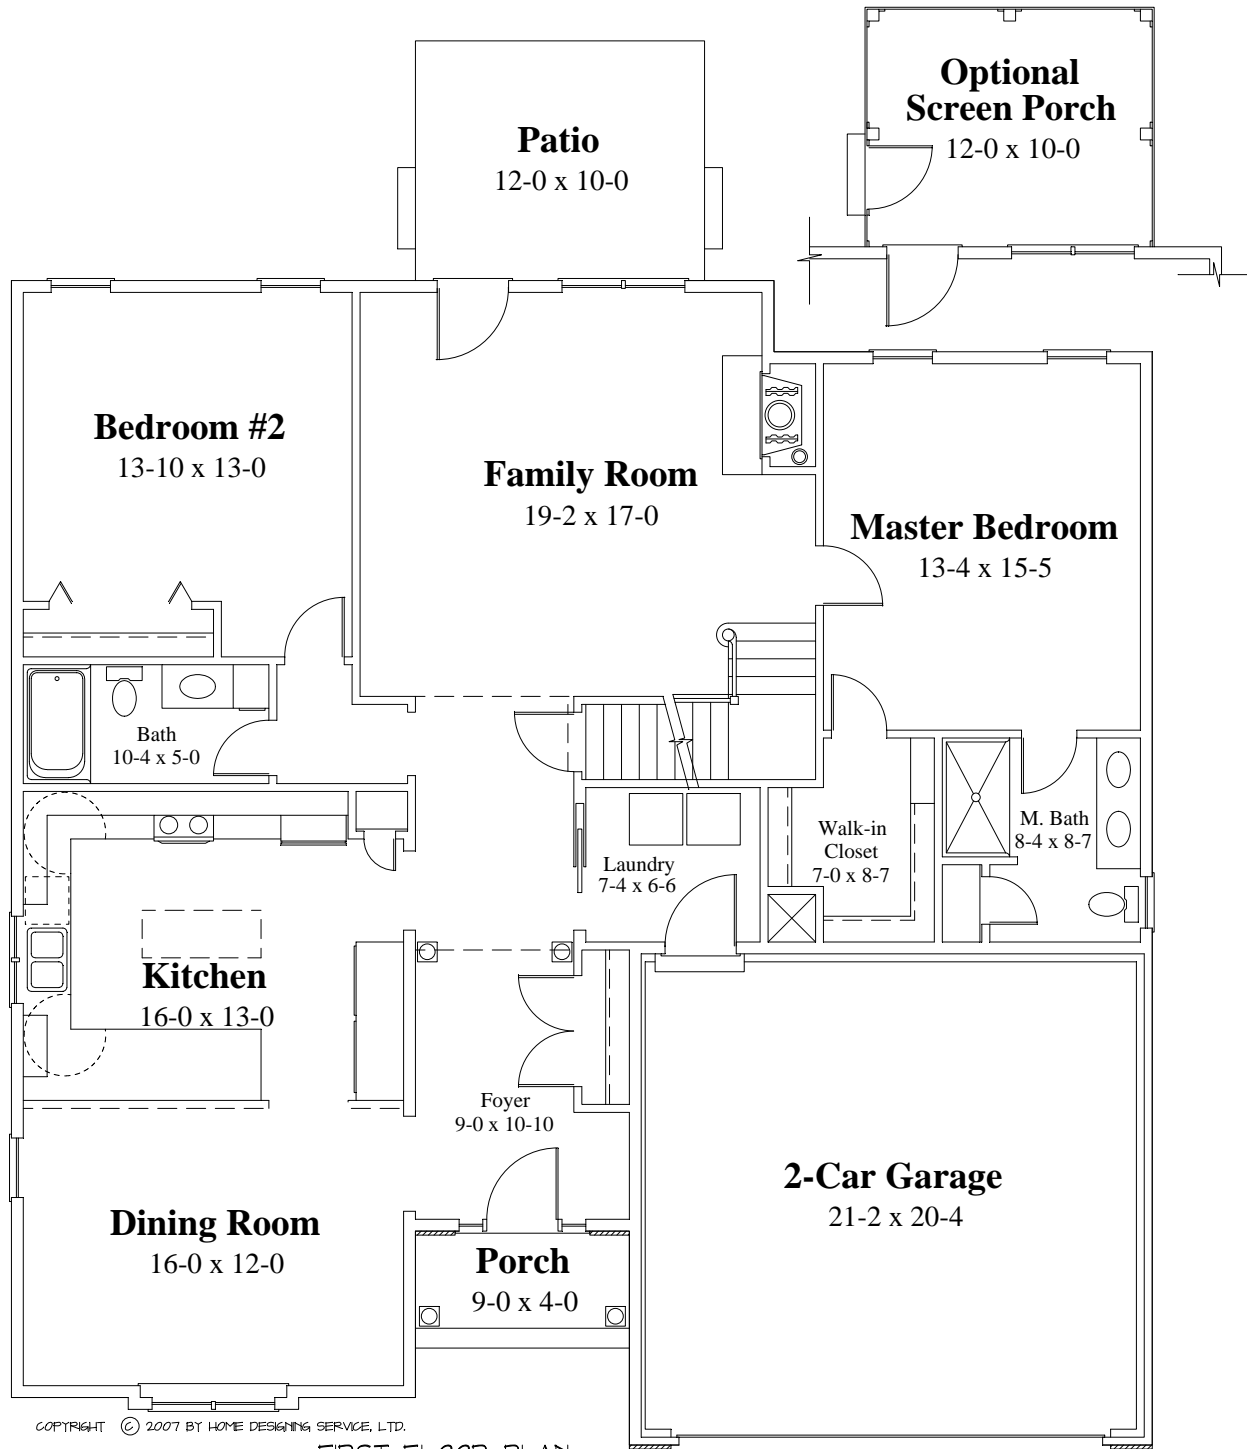 Optional
Screen Porch
12-0 x 10-0
Patio
12-0 x 10-0
Bedroom #2
13-10 x 13-0
Family Room
19-2 x 17-0
Master Bedroom
13-4 x 15-5
Bath
10-4 x 5-0
Laundry
7-4 x 6-6
Walk-in
Closet
7-0 x 8-7
M. Bath
8-4 x 8-7
Kitchen
16-0 x 13-0
Foyer
9-0 x 10-10
Dining Room
16-0 x 12-0
Porch
9-0 x 4-0
2-Car Garage
21-2 x 20-4
COPYRIGHT © 2007 BY HOME DESIGNING SERVICE, LTD.
FIRST FLOOR PLAN